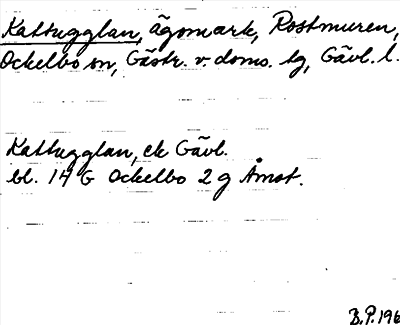 Kattugglan, ägomark, Rostmuren,
Ockelbo sn, Gästr. v. doms. lg, Gävl. l.
Kattugglan, ek Gävl.
bl. 14 G Ockelbo 2 g Åmot.
B.P. 196